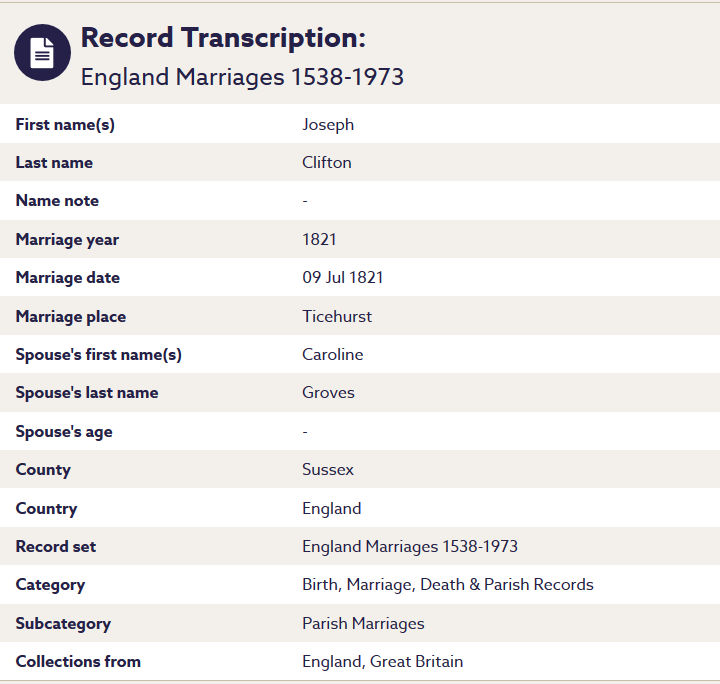 Record Transcription:
England Marriages 1538-1973
First name(s) Joseph
Last name Clifton
Name note -
Marriage year 1821
Marriage date 09 Jul 1821
Marriage place Ticehurst
Spouse's first name(s) Caroline
Spouse's last name Groves
Spouse's age -
County Sussex
Country England
Record set England Marriages 1538-1973
Category Birth, Marriage, Death & Parish Records
Subcategory Parish Marriages
Collections from England, Great Britain